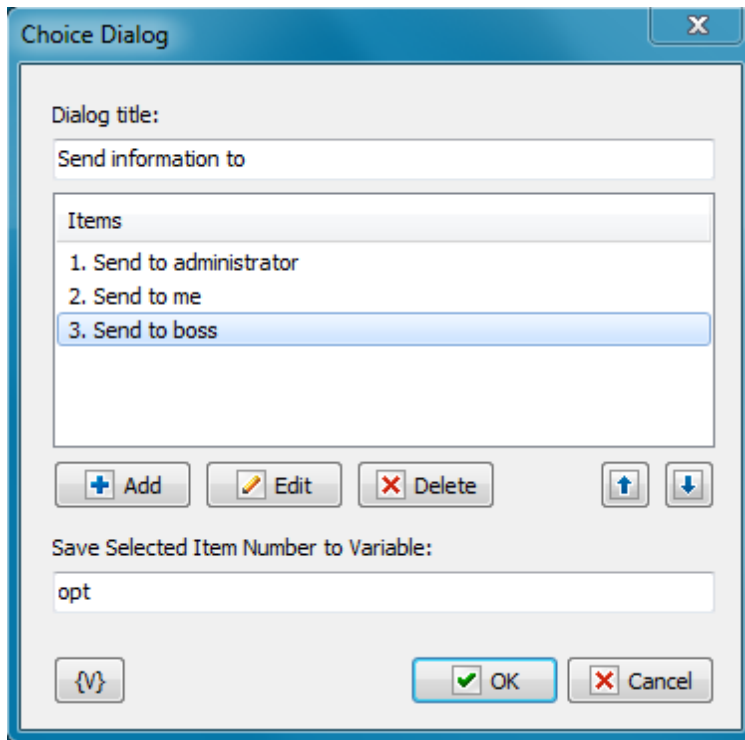 Choice Dialog
Dialog title:
Send information to
Items
1. Send to administrator
2. Send to me
3. Send to boss
Add Edit Delete
Save Selected Item Number to Variable:
opt
{V} OK Cancel